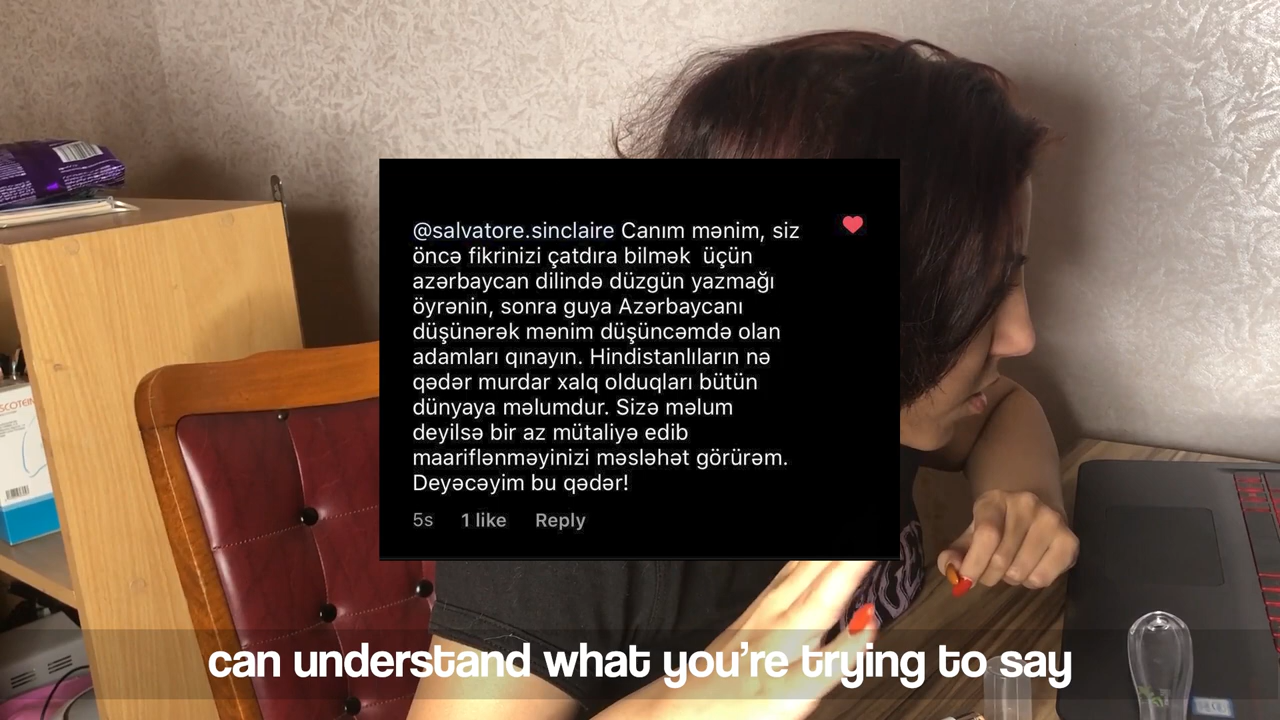 SCOTEIN
@salvatore.sinclaire Canım mənim, siz
öncə fikrinizi çatdıra bilmək üçün
azərbaycan dilində düzgün yazmağı
öyrənin, sonra guya Azərbaycanı
düşünərək mənim düşüncəmdə olan
adamları qınayın. Hindistanlıların nə
qədər murdar xalq olduqları bütün
dünyaya məlumdur. Sizə məlum
deyilsə bir az mütaliyə edib
maariflənməyinizi məsləhət görürəm.
Deyəcəyim bu qədər!
5s 1 like Reply
can understand what you're trying to say